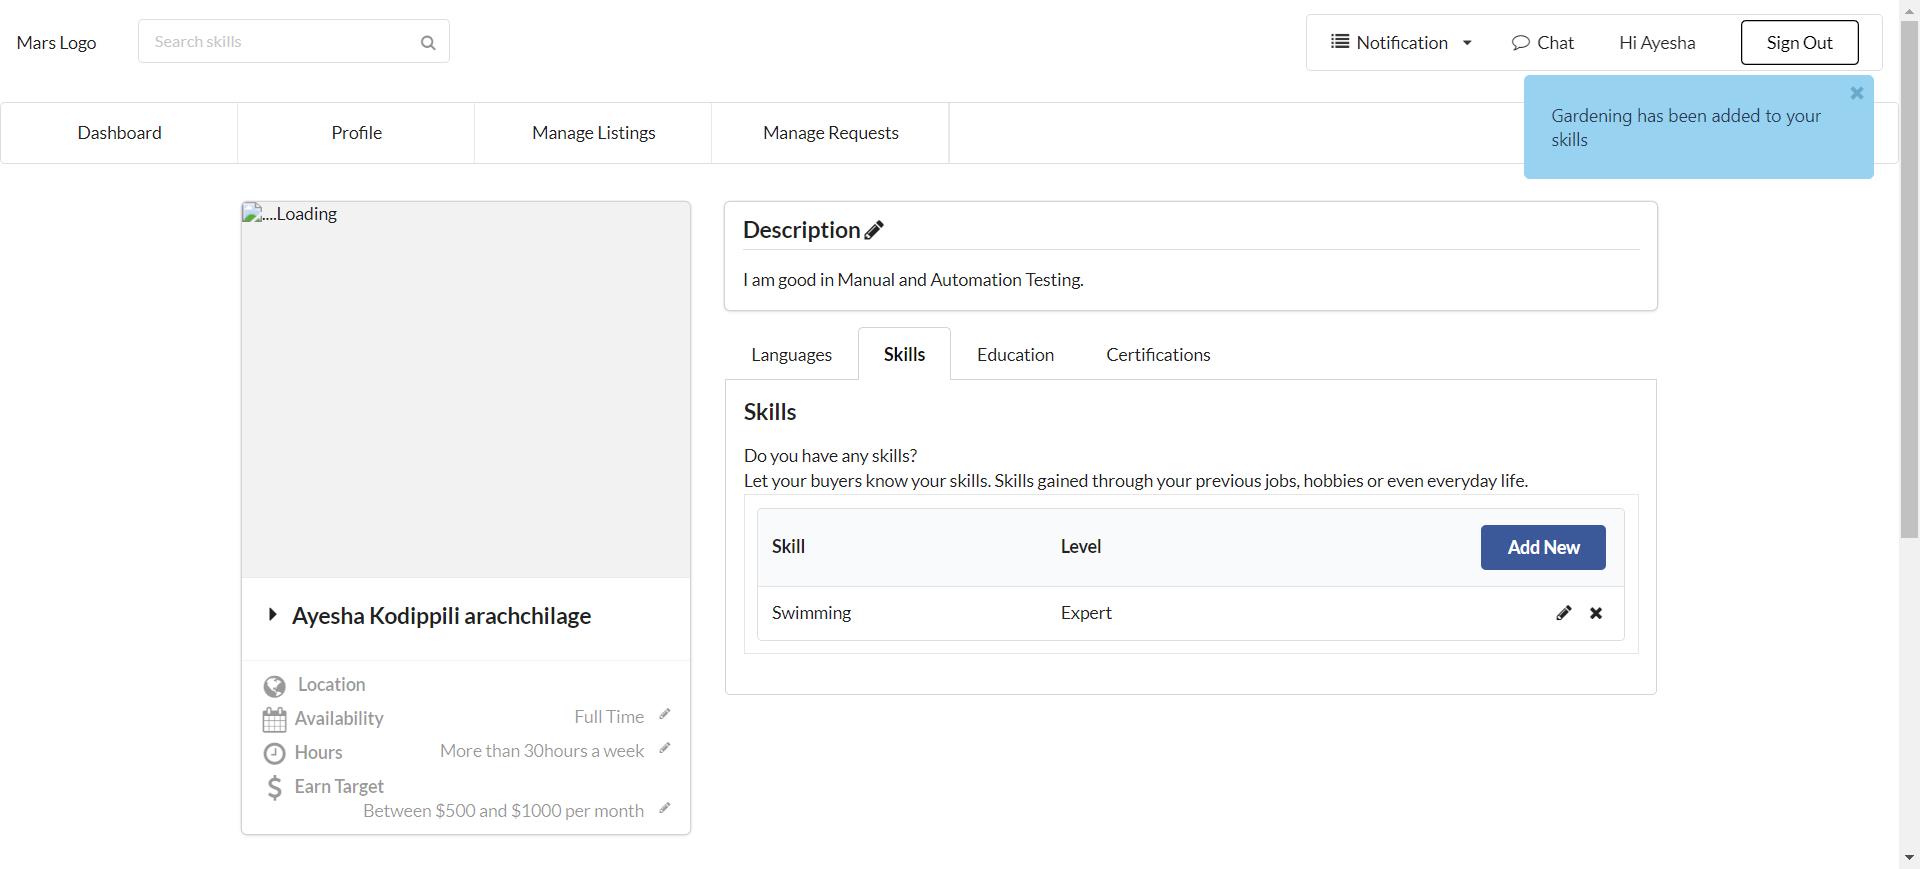 Mars Logo
Search skills
Notification
Chat
Hi Ayesha
Sign Out
Gardening has been added to your
skills
Dashboard
Profile
Manage Listings
Manage Requests
....Loading
Description
I am good in Manual and Automation Testing.
Languages
Skills
Education
Certifications
Skills
Do you have any skills?
Let your buyers know your skills. Skills gained through your previous jobs, hobbies or even everyday life.
Skill
Level
Add New
Swimming
Expert
Ayesha Kodippili arachchilage
Location
Availability
Full Time
Hours
More than 30hours a week
Earn Target
Between $500 and $1000 per month